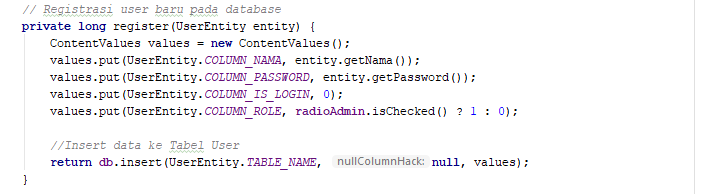 // Registrasi user baru pada database
private long register(UserEntity entity) {
ContentValues values = new ContentValues();
values.put(UserEntity.COLUMN_NAMA, entity.getNama());
values.put(UserEntity.COLUMN_PASSWORD, entity.getPassword());
values.put(UserEntity.COLUMN_IS_LOGIN, 0);
values.put(UserEntity.COLUMN_ROLE, radioAdmin.isChecked() ? 1 : 0);
//Insert data ke Tabel User
return db.insert(UserEntity.TABLE_NAME, nullColumnHack: null, values);
}